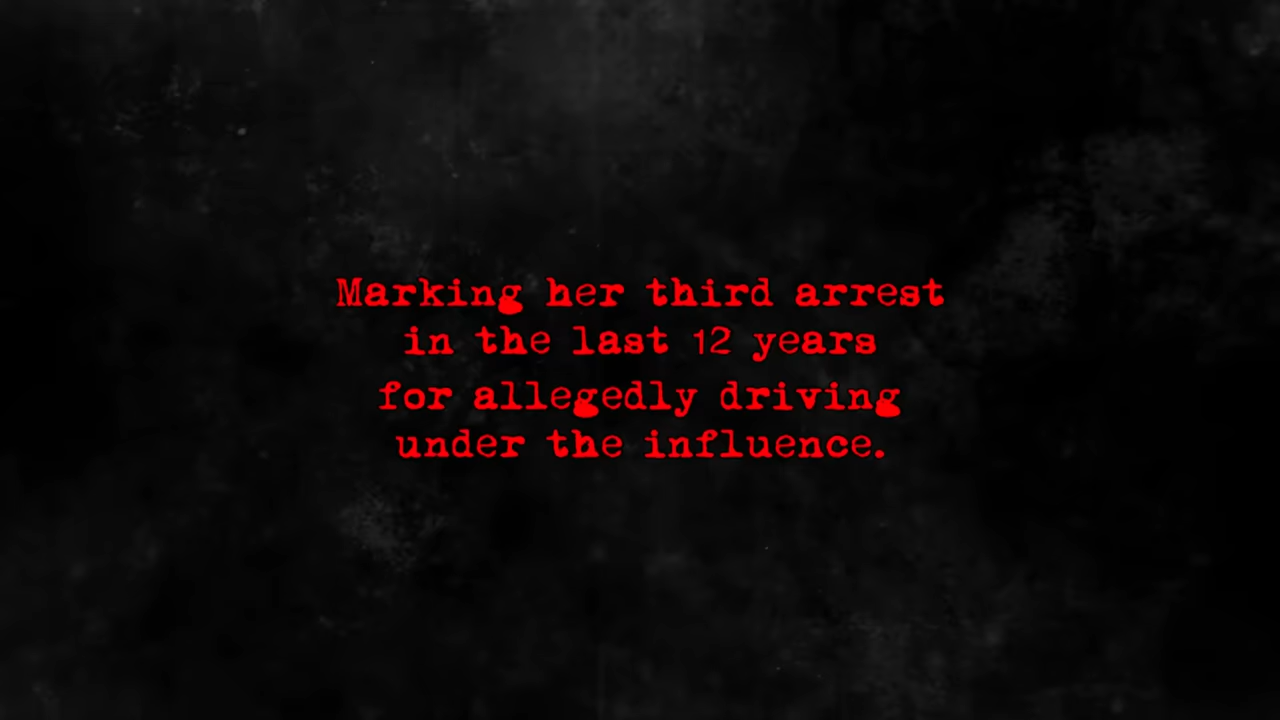 Marking her third arrest
in the last 12 years
for allegedly driving
under the influence.